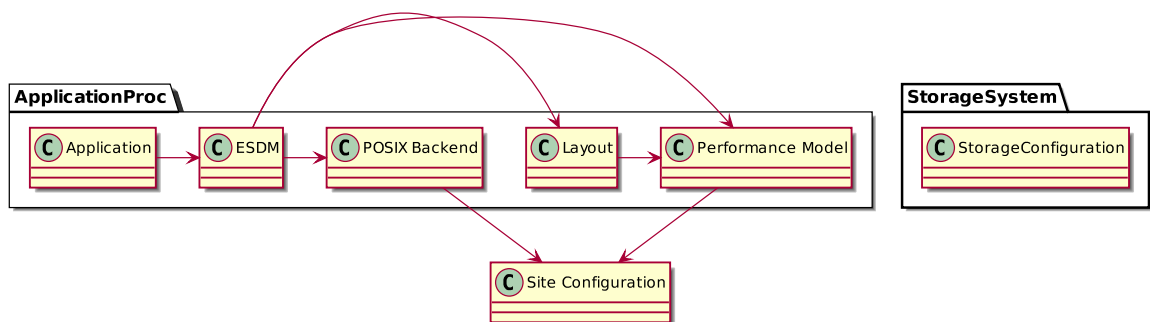 ApplicationProc
StorageSystem
C Application
C ESDM
C POSIX Backend
C Layout
C Performance Model
C StorageConfiguration
C Site Configuration